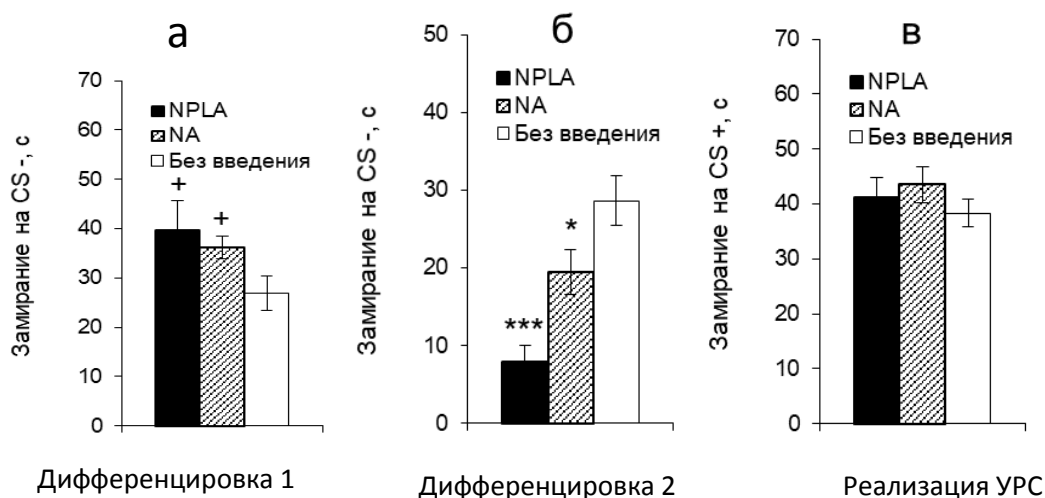 а
70
60
50
40
30
20
10
0
Замирание на CS -, с
NPLA
NA
Без введения
+
+
Дифференцировка 1
б
50
40
30
20
10
0
Замирание на CS -, с
NPLA
NA
Без введения
***
*
Дифференцировка 2
в
70
60
50
40
30
20
10
0
Замирание на CS +, с
NPLA
NA
Без введения
Реализация УРС